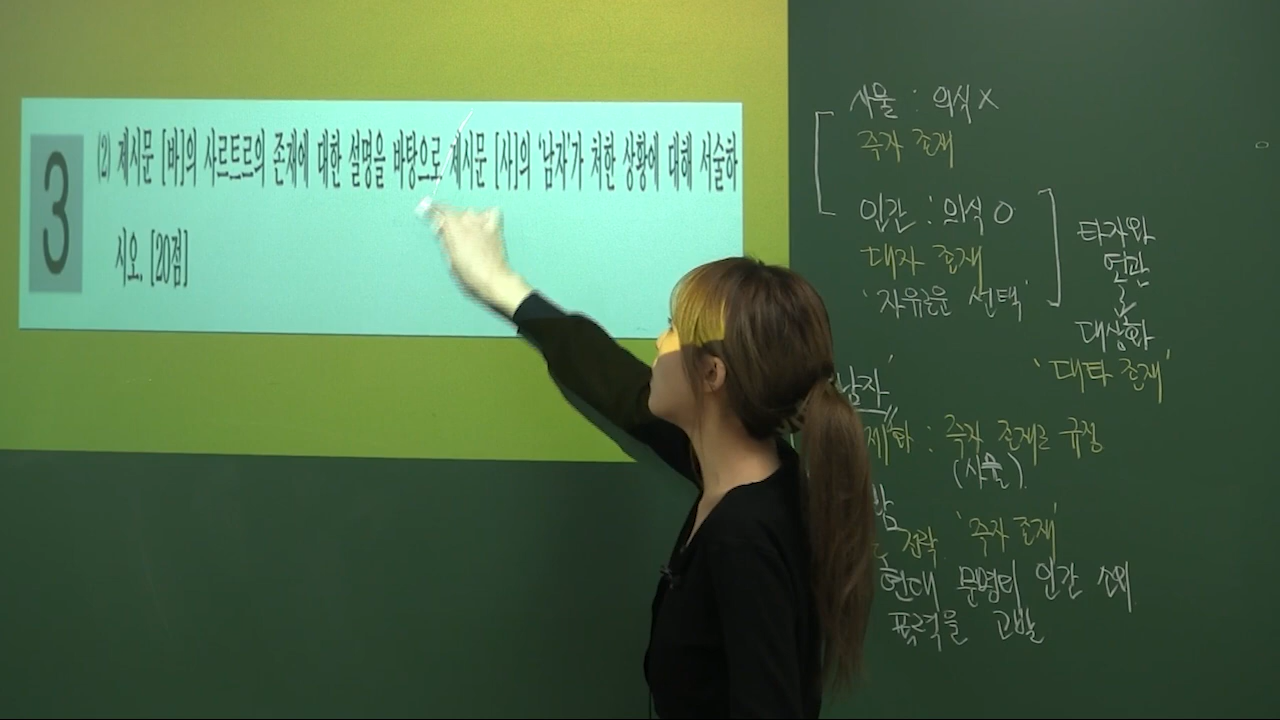 3
(2) 제시문 [바]의 사르트르의 존재에 대한 설명을 바탕으로 제시문 [사]의 '남자'가 처한 상황에 대해 서술하
시오. [20점]
사물 : 의식 X
즉자 존재
인간 : 의식 O
대자 존재
'자유로운 선택'
타자와
연관
대상화
'대타 존재'
남자'
: 즉자 존재로 규정
(사물)
전락 '즉자 존재'
현대 문명의 인간 소외
폭력을 고발